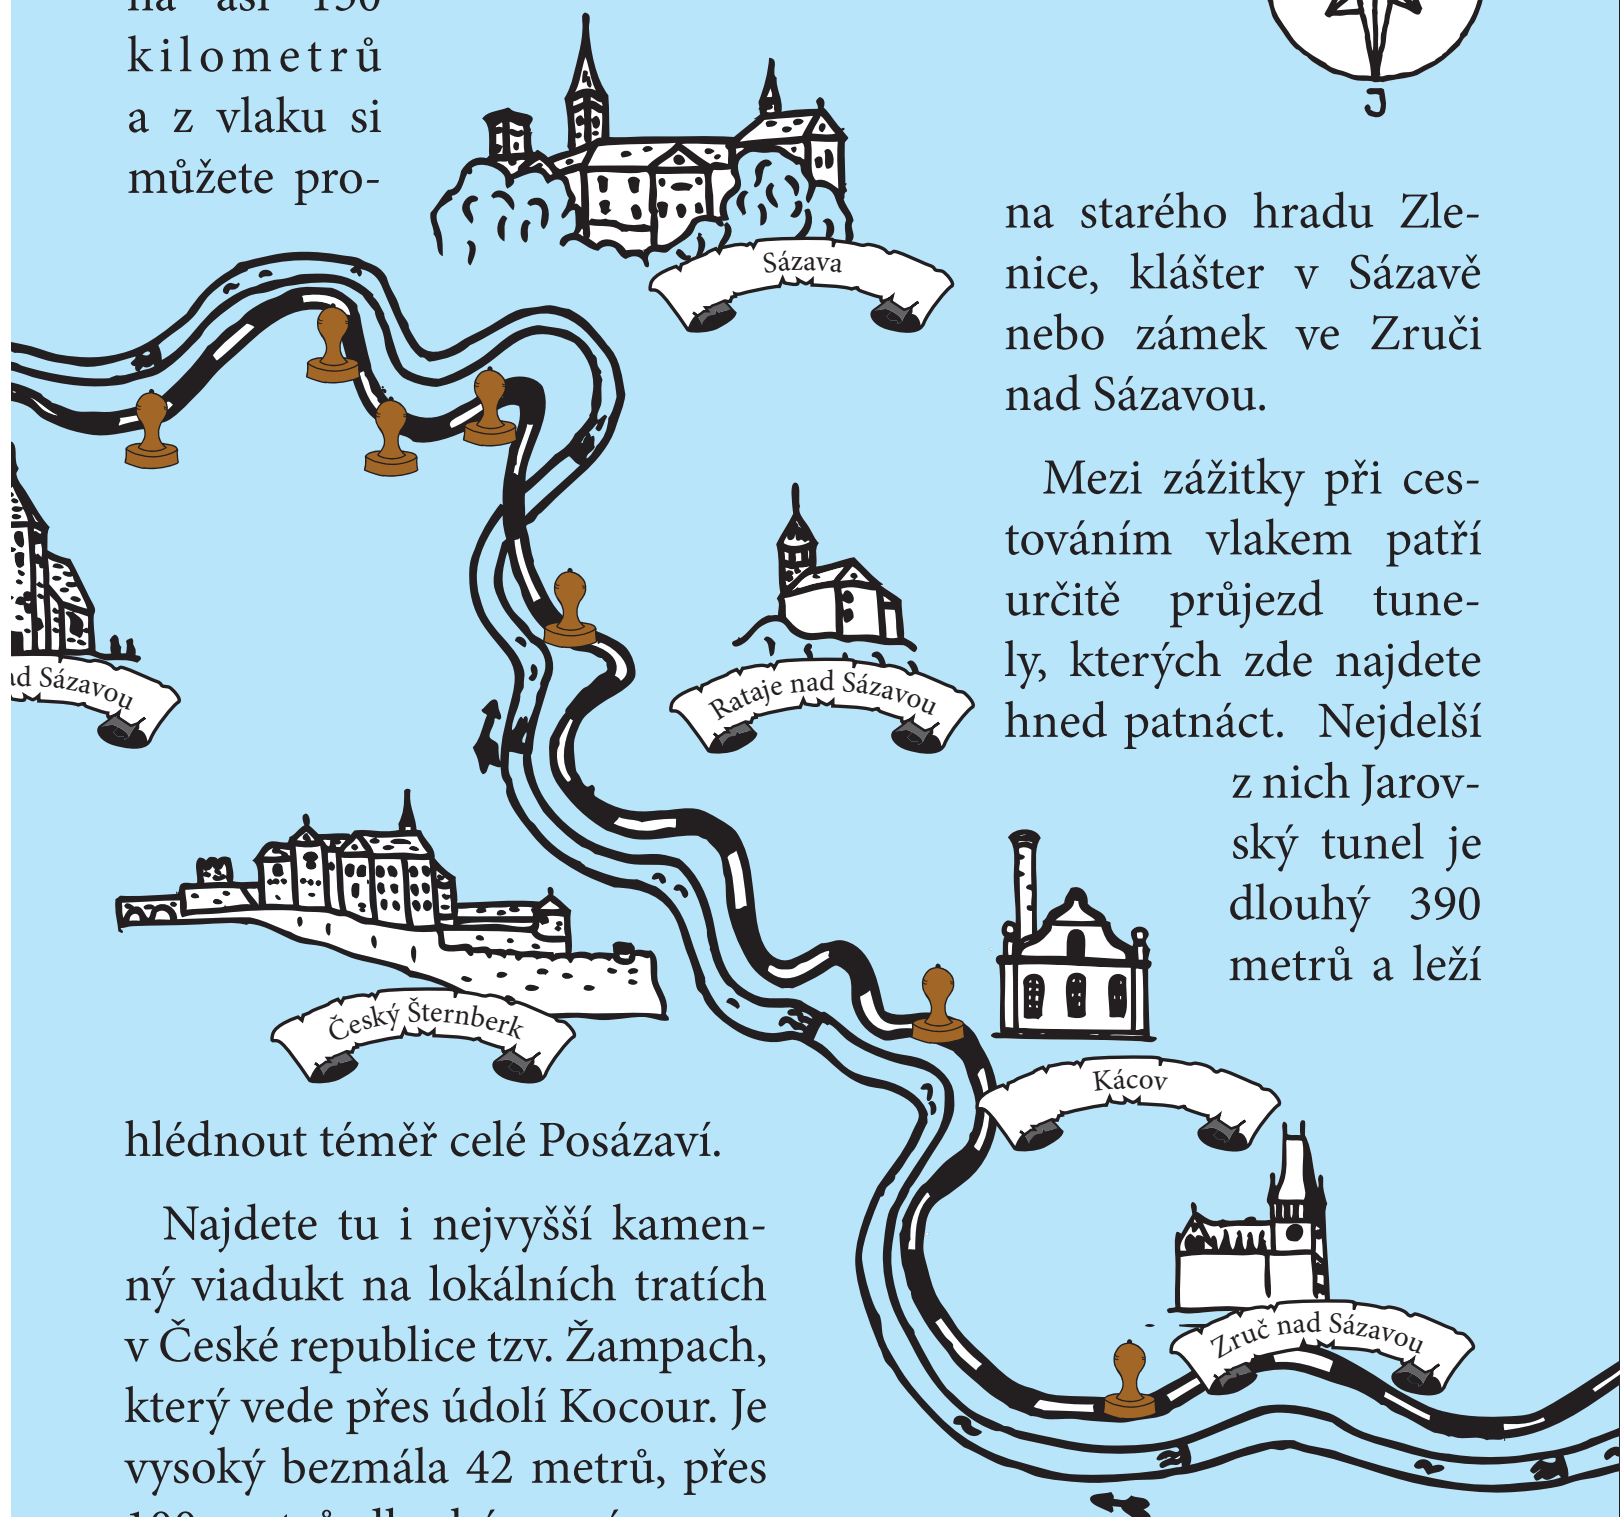 na asi 150
kilometrů
a z vlaku si
můžete pro-
J
Sázava
na starého hradu Zle-
nice, klášter v Sázavě
nebo zámek ve Zruči
nad Sázavou.
Mezi zážitky při ces-
továním vlakem patří
určitě průjezd tune-
ly, kterých zde najdete
hned patnáct. Nejdelší
z nich Jarov-
ský tunel je
dlouhý 390
metrů a leží
nad Sázavou
Rataje nad Sázavou
Český Šternberk
Kácov
Zruč nad Sázavou
hlédnout téměř celé Posázaví.
Najdete tu i nejvyšší kamen-
ný viadukt na lokálních tratích
v České republice tzv. Žampach,
který vede přes údolí Kocour. Je
vysoký bezmála 42 metrů, přes